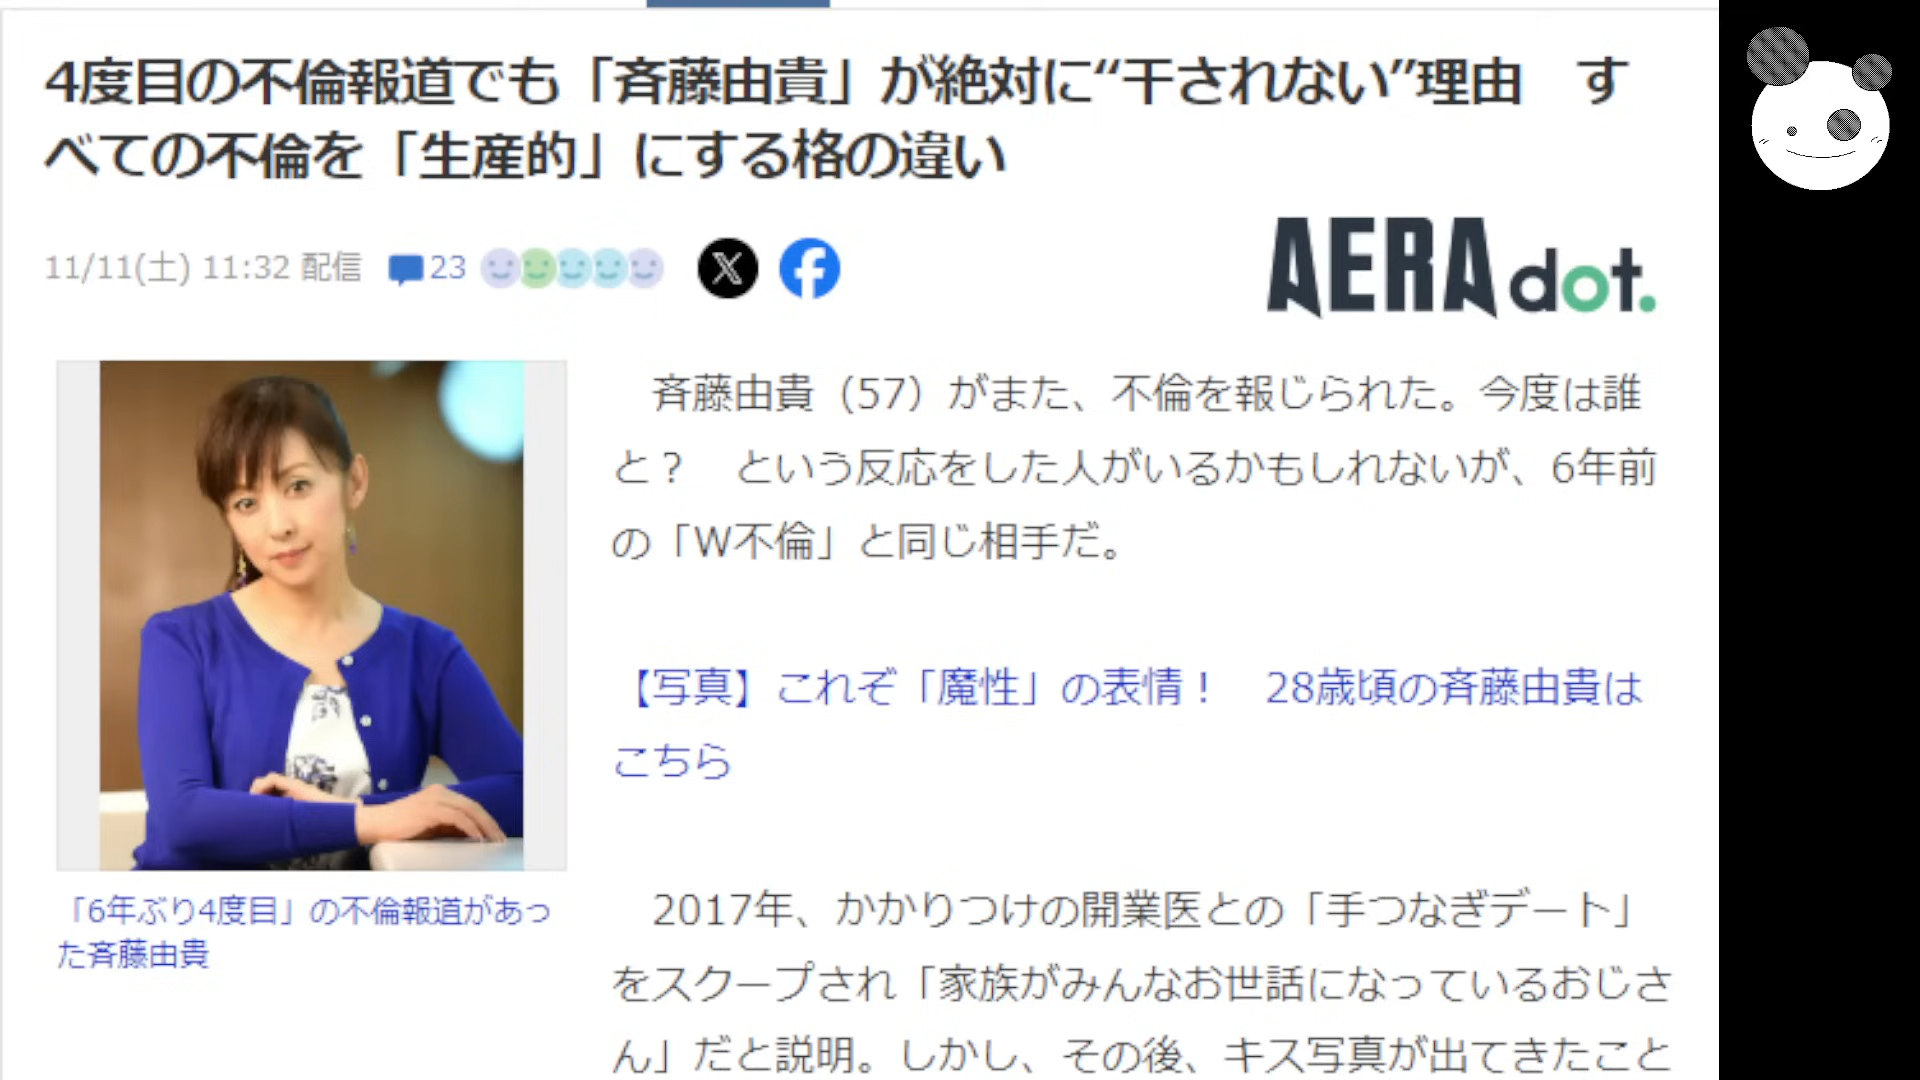 4度目の不倫報道でも「斉藤由貴」が絶対に“干されない”理由　す
べての不倫を「生産的」にする格の違い
11/11(土) 11:32 配信 23
AERA dot.
斉藤由貴（57）がまた、不倫を報じられた。今度は誰
と？　という反応をした人がいるかもしれないが、6年前
の「W不倫」と同じ相手だ。
【写真】これぞ「魔性」の表情！　28歳頃の斉藤由貴は
こちら
「6年ぶり4度目」の不倫報道があっ
た斉藤由貴
2017年、かかりつけの開業医との「手つなぎデート」
をスクープされ「家族がみんなお世話になっているおじさ
ん」だと説明。しかし、その後、キス写真が出てきたこと